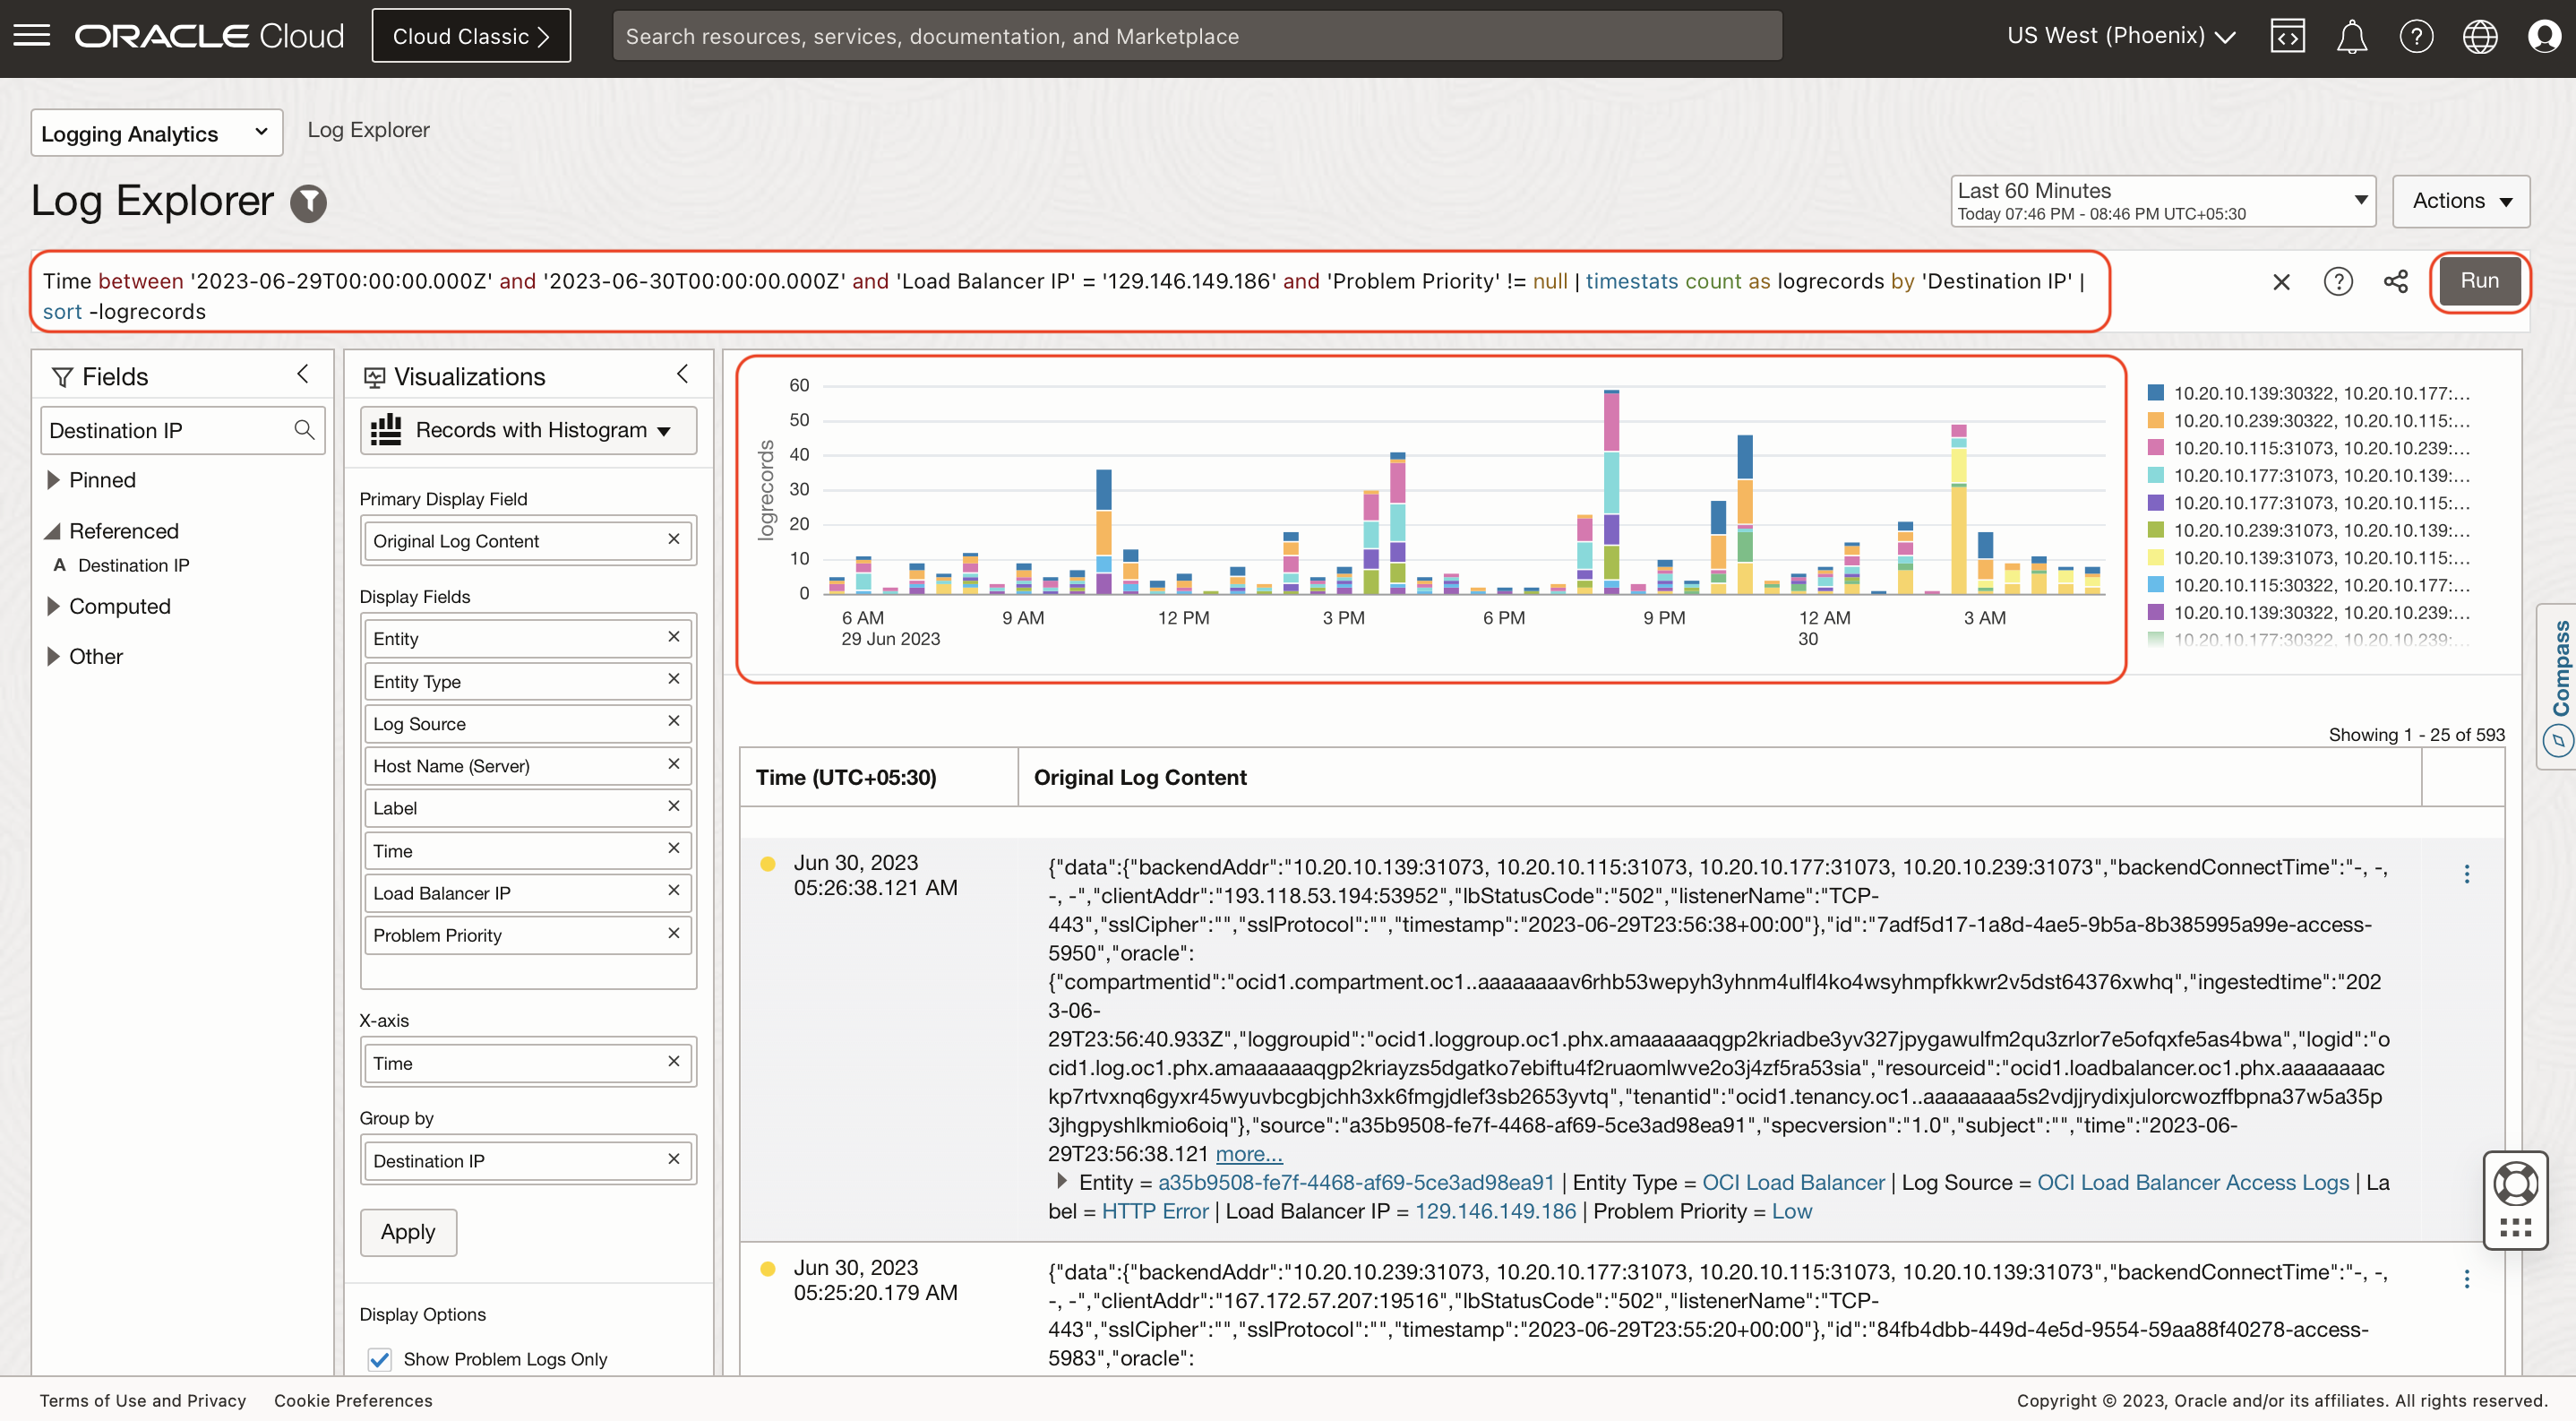 ORACLE Cloud
Cloud Classic
Search resources, services, documentation, and Marketplace
US West (Phoenix)
Logging Analytics
Log Explorer
Log Explorer
Last 60 Minutes
Today 07:46 PM - 08:46 PM UTC+05:30
Actions
Time between '2023-06-29T00:00:00.000Z' and '2023-06-30T00:00:00.000Z' and 'Load Balancer IP' = '129.146.149.186' and 'Problem Priority' != null | timestats count as logrecords by 'Destination IP' |
sort -logrecords
Run
Fields
Destination IP
Pinned
Referenced
A Destination IP
Computed
Other
Visualizations
Records with Histogram
Primary Display Field
Original Log Content
Display Fields
Entity
Entity Type
Log Source
Host Name (Server)
Label
Time
Load Balancer IP
Problem Priority
X-axis
Time
Group by
Destination IP
Apply
Display Options
Show Problem Logs Only
logrecords
60
50
40
30
20
10
0
6 AM
29 Jun 2023
9 AM
12 PM
3 PM
6 PM
9 PM
12 AM
30
3 AM
10.20.10.139:30322, 10.20.10.177:...
10.20.10.239:30322, 10.20.10.115:...
10.20.10.115:31073, 10.20.10.239:...
10.20.10.177:31073, 10.20.10.139:...
10.20.10.177:31073, 10.20.10.115:...
10.20.10.239:31073, 10.20.10.139:...
10.20.10.139:31073, 10.20.10.115:...
10.20.10.115:30322, 10.20.10.177:...
10.20.10.139:30322, 10.20.10.239:...
10.20.10.177:30322, 10.20.10.239:...
Compass
Showing 1 - 25 of 593
Time (UTC+05:30)
Original Log Content
Jun 30, 2023
05:26:38.121 AM
{"data":{"backendAddr":"10.20.10.139:31073, 10.20.10.115:31073, 10.20.10.177:31073, 10.20.10.239:31073","backendConnectTime":"-, -,
-, -","clientAddr":"193.118.53.194:53952","lbStatusCode":"502","listenerName":"TCP-
443","sslCipher":"","sslProtocol":"","timestamp":"2023-06-29T23:56:38+00:00"},"id":"7adf5d17-1a8d-4ae5-9b5a-8b385995a99e-access-
5950","oracle":
{"compartmentid":"ocid1.compartment.oc1..aaaaaaaav6rhb53wepyh3yhnm4ulfl4ko4wsyhmpfkkwr2v5dst64376xwhq","ingestedtime":"202
3-06-
29T23:56:40.933Z","loggroupid":"ocid1.loggroup.oc1.phx.amaaaaaaqgp2kriadbe3yv327jpygawulfm2qu3zrlor7e5ofqxfe5as4bwa","logid":"o
cid1.log.oc1.phx.amaaaaaaqgp2kriayzs5dgatko7ebiftu4f2ruaomlwve2o3j4zf5ra53sia","resourceid":"ocid1.loadbalancer.oc1.phx.aaaaaaaac
kp7rtvxnq6gyxr45wyuvbcgbjchh3xk6fmgjdlef3sb2653yvtq","tenantid":"ocid1.tenancy.oc1..aaaaaaaa5s2vdjjrydixjulorcwozffbpna37w5a35p
3jhgpyshlkmio6oiq"},"source":"a35b9508-fe7f-4468-af69-5ce3ad98ea91","specversion":"1.0","subject":"","time":"2023-06-
29T23:56:38.121 more...
Entity = a35b9508-fe7f-4468-af69-5ce3ad98ea91 | Entity Type = OCI Load Balancer | Log Source = OCI Load Balancer Access Logs | La
bel = HTTP Error | Load Balancer IP = 129.146.149.186 | Problem Priority = Low
Jun 30, 2023
05:25:20.179 AM
{"data":{"backendAddr":"10.20.10.239:31073, 10.20.10.177:31073, 10.20.10.115:31073, 10.20.10.139:31073","backendConnectTime":"-, -,
-, -","clientAddr":"167.172.57.207:19516","lbStatusCode":"502","listenerName":"TCP-
443","sslCipher":"","sslProtocol":"","timestamp":"2023-06-29T23:55:20+00:00"},"id":"84fb4dbb-449d-4e5d-9554-59aa88f40278-access-
5983","oracle":
Terms of Use and Privacy
Cookie Preferences
Copyright © 2023, Oracle and/or its affiliates. All rights reserved.